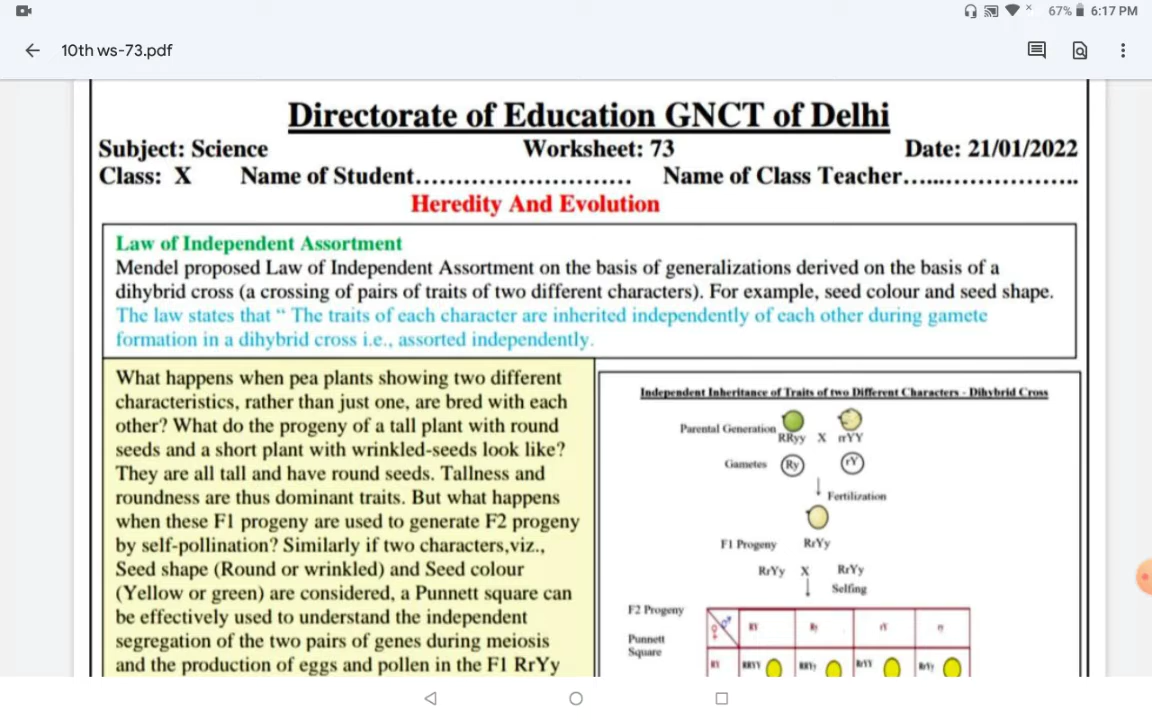 67% 6:17 PM
10th ws-73.pdf
Directorate of Education GNCT of Delhi
Subject: Science Worksheet: 73 Date: 21/01/2022
Class: X Name of Student.............................. Name of Class Teacher........................
Heredity And Evolution
Law of Independent Assortment
Mendel proposed Law of Independent Assortment on the basis of generalizations derived on the basis of a
dihybrid cross (a crossing of pairs of traits of two different characters). For example, seed colour and seed shape.
The law states that “ The traits of each character are inherited independently of each other during gamete
formation in a dihybrid cross i.e., assorted independently.
What happens when pea plants showing two different
characteristics, rather than just one, are bred with each
other? What do the progeny of a tall plant with round
seeds and a short plant with wrinkled-seeds look like?
They are all tall and have round seeds. Tallness and
roundness are thus dominant traits. But what happens
when these F1 progeny are used to generate F2 progeny
by self-pollination? Similarly if two characters,viz.,
Seed shape (Round or wrinkled) and Seed colour
(Yellow or green) are considered, a Punnett square can
be effectively used to understand the independent
segregation of the two pairs of genes during meiosis
and the production of eggs and pollen in the F1 RrYy
Independent Inheritance of Traits of two Different Characters - Dihybrid Cross
Parental Generation
RRyy X rrYY
Gametes Ry rY
Fertilization
F1 Progeny RrYy
RrYy X RrYy
Selfing
F2 Progeny
Punnett
Square
♀ ♂ RY Ry rY ry
RY RRYY RRYy RrYY RrYy